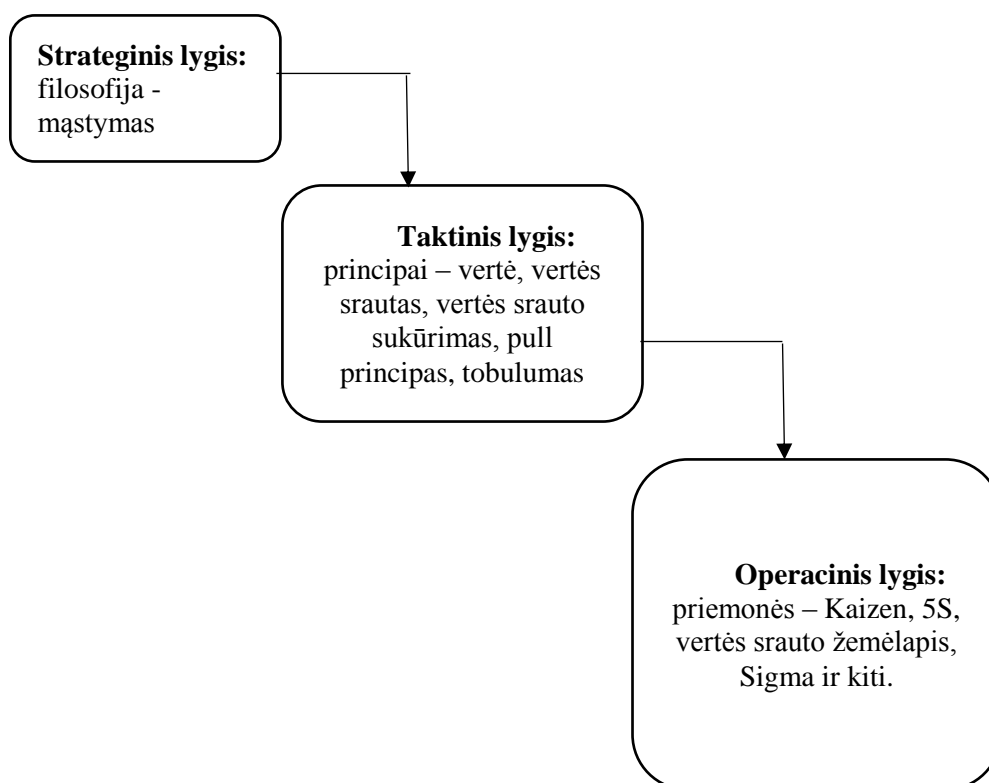 Strateginis lygis:
filosofija -
mąstymas
Taktinis lygis:
principai – vertė, vertės
srautas, vertės srauto
sukūrimas, pull
principas, tobulumas
Operacinis lygis:
priemonės – Kaizen, 5S,
vertės srauto žemėlapis,
Sigma ir kiti.